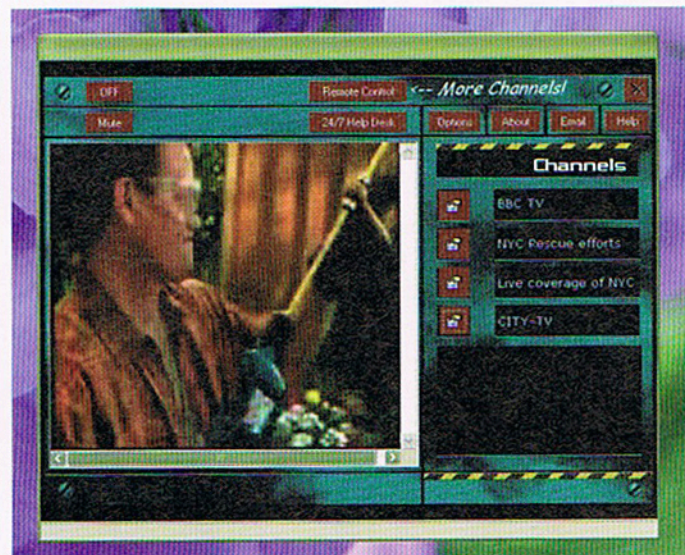 OFF
Remote Control
<-- More Channels!
Mute
24/7 Help Desk
Options
About
Email
Help
Channels
BBC TV
NYC Rescue efforts
Live coverage of NYC
CITY-TV